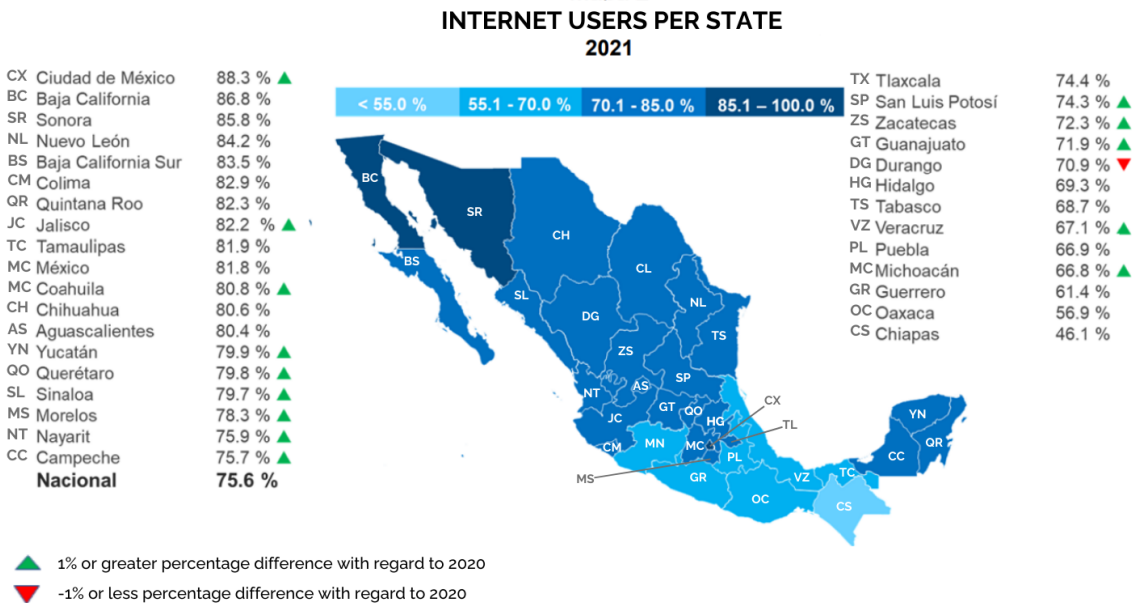 INTERNET USERS PER STATE
2021
CX Ciudad de México 88.3 %
BC Baja California 86.8 %
SR Sonora 85.8 %
NL Nuevo León 84.2 %
BS Baja California Sur 83.5 %
CM Colima 82.9 %
QR Quintana Roo 82.3 %
JC Jalisco 82.2 %
TC Tamaulipas 81.9 %
MC México 81.8 %
MC Coahuila 80.8 %
CH Chihuahua 80.6 %
AS Aguascalientes 80.4 %
YN Yucatán 79.9 %
QO Querétaro 79.8 %
SL Sinaloa 79.7 %
MS Morelos 78.3 %
NT Nayarit 75.9 %
CC Campeche 75.7 %
Nacional 75.6 %
< 55.0 % 55.1 - 70.0 % 70.1 - 85.0 % 85.1 – 100.0 %
BC
SR
CH
BS
CL
SL
NL
DG
TS
ZS
SP
AS
NT
CX
GT
QO
JC
HG
TL
YN
MN
MC
QR
CM
PL
CC
MS
GR
VZ
TC
OC
CS
TX Tlaxcala 74.4 %
SP San Luis Potosí 74.3 %
ZS Zacatecas 72.3 %
GT Guanajuato 71.9 %
DG Durango 70.9 %
HG Hidalgo 69.3 %
TS Tabasco 68.7 %
VZ Veracruz 67.1 %
PL Puebla 66.9 %
MC Michoacán 66.8 %
GR Guerrero 61.4 %
OC Oaxaca 56.9 %
CS Chiapas 46.1 %
1% or greater percentage difference with regard to 2020
-1% or less percentage difference with regard to 2020